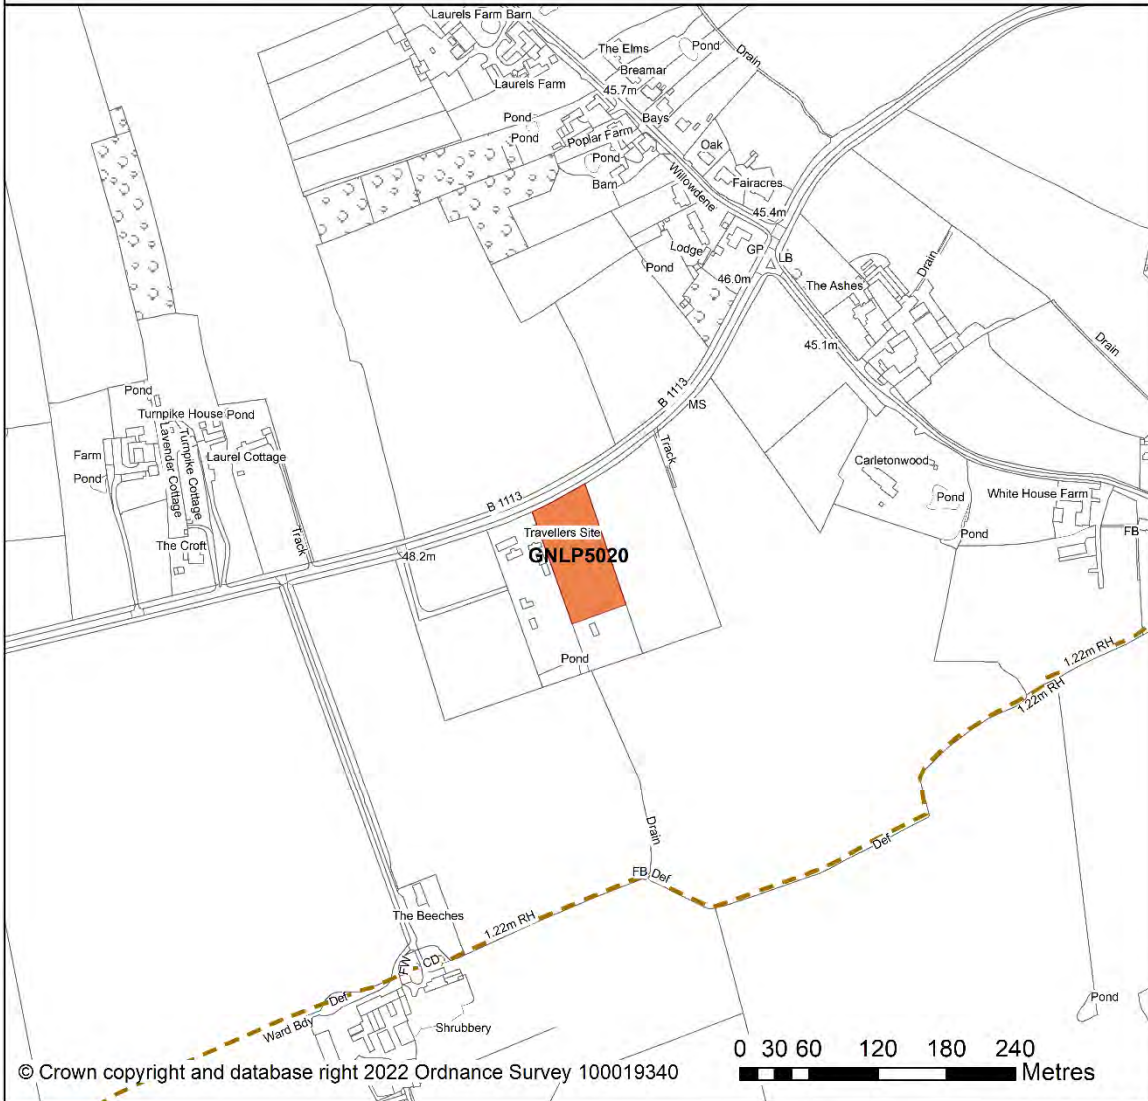 Laurels Farm Barn
The Elms
Pond
Drain
Breamar
Laurels Farm
45.7m
Bays
Pond
Pond
Poplar Farm
Oak
Pond
Barn
Willowdene
Fairacres
45.4m
Lodge
GP
LB
Pond
46.0m
The Ashes
Drain
45.1m
Drain
B 1113
MS
Pond
Turnpike House
Pond
Lavender Cottage
Turnpike Cottage
Laurel Cottage
Farm
Pond
Track
Carletonwood
Pond
White House Farm
B 1113
Travellers Site
GNLP5020
Track
The Croft
48.2m
Pond
FB
Pond
1.22m RH
1.22m RH
Drain
Def
FB
Def
The Beeches
1.22m RH
FW
CD
Def
Ward Bdy
Shrubbery
Pond
0 30 60 120 180 240
Metres
© Crown copyright and database right 2022 Ordnance Survey 100019340